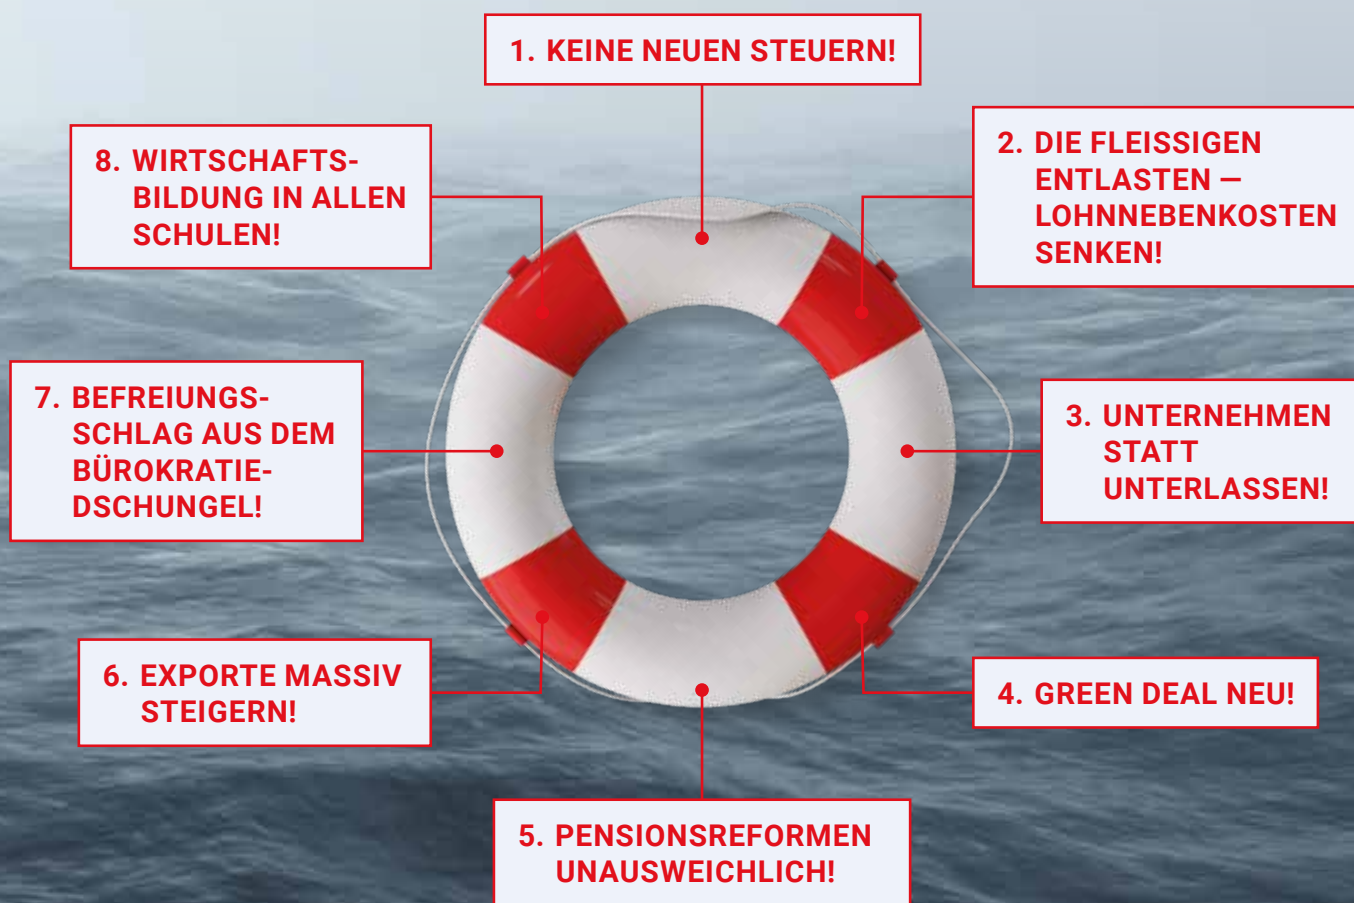 1. KEINE NEUEN STEUERN!
2. DIE FLEISSIGEN
ENTLASTEN —
LOHNNEBENKOSTEN
SENKEN!
3. UNTERNEHMEN
STATT
UNTERLASSEN!
4. GREEN DEAL NEU!
5. PENSIONSREFORMEN
UNAUSWEICHLICH!
6. EXPORTE MASSIV
STEIGERN!
7. BEFREIUNGS-
SCHLAG AUS DEM
BÜROKRATIE-
DSCHUNGEL!
8. WIRTSCHAFTS-
BILDUNG IN ALLEN
SCHULEN!